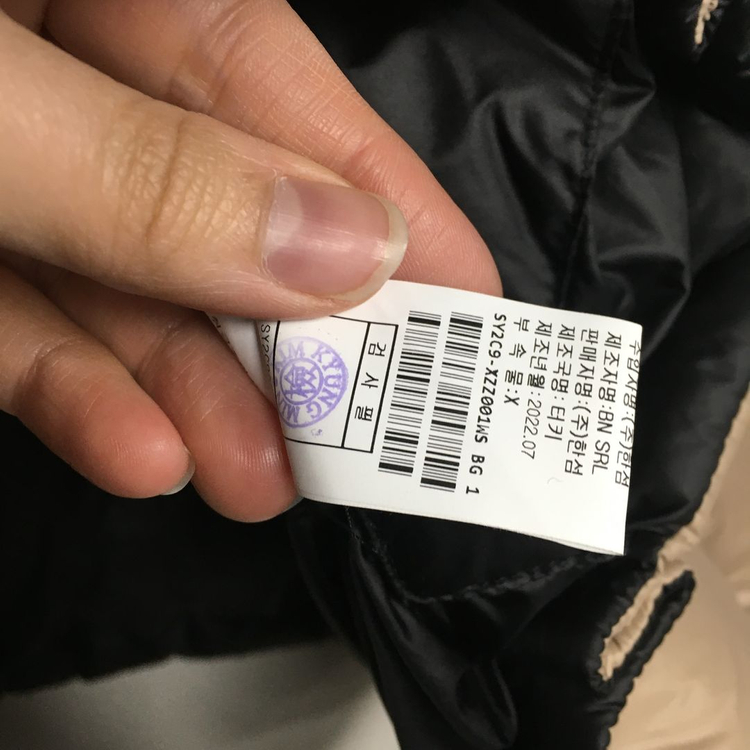 수입자명:(주)한섬
제조자명:BN SRL
판매자명:(주)한섬
제조국명: 터키
제조년월:2022.07
부 속 물:X
SY2C9-XZZ001WS BG 1
검 사 필
KYUNG